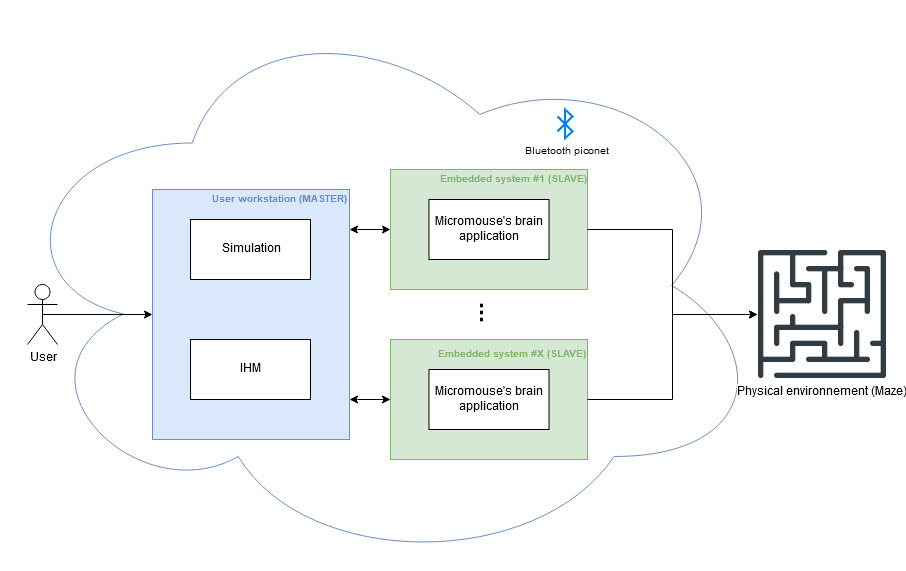 Bluetooth piconet
User workstation (MASTER)
Simulation
IHM
Embedded system #1 (SLAVE)
Micromouse's brain
application
Embedded system #X (SLAVE)
Micromouse's brain
application
User
Physical environnement (Maze)